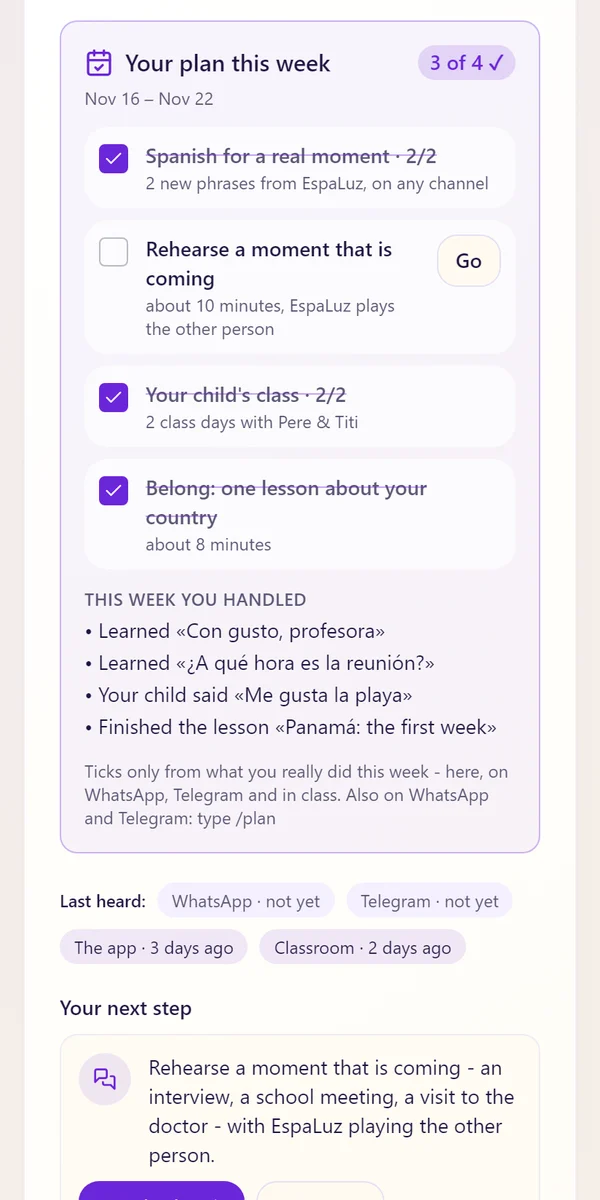 Your plan this week
3 of 4 ✓
Nov 16 – Nov 22
Spanish for a real moment · 2/2
2 new phrases from EspaLuz, on any channel
Rehearse a moment that is
coming
Go
about 10 minutes, EspaLuz plays
the other person
Your child's class · 2/2
2 class days with Pere & Titi
Belong: one lesson about your
country
about 8 minutes
THIS WEEK YOU HANDLED
• Learned «Con gusto, profesora»
• Learned «¿A qué hora es la reunión?»
• Your child said «Me gusta la playa»
• Finished the lesson «Panamá: the first week»
Ticks only from what you really did this week - here, on
WhatsApp, Telegram and in class. Also on WhatsApp
and Telegram: type /plan
Last heard:
WhatsApp · not yet
Telegram · not yet
The app · 3 days ago
Classroom · 2 days ago
Your next step
Rehearse a moment that is coming - an
interview, a school meeting, a visit to the
doctor - with EspaLuz playing the other
person.